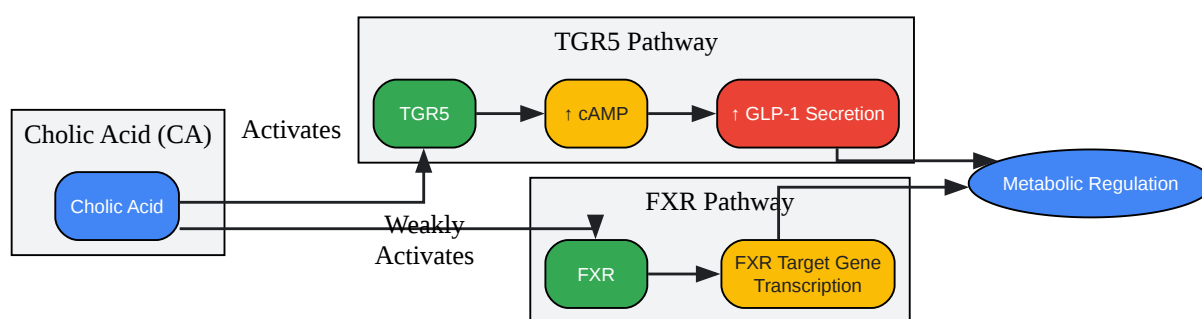 TGR5 Pathway
TGR5
↑ cAMP
↑ GLP-1 Secretion
Cholic Acid (CA)
Activates
Cholic Acid
Metabolic Regulation
Weakly
Activates
FXR Pathway
FXR
FXR Target Gene
Transcription